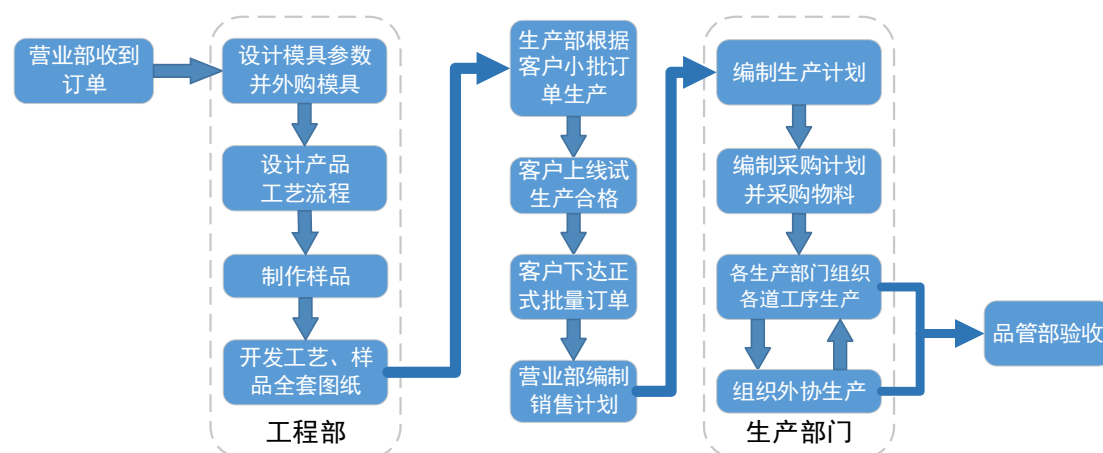 营业部收到
订单
设计模具参数
并外购模具
设计产品
工艺流程
制作样品
开发工艺、样
品全套图纸
工程部
生产部根据
客户小批订
单生产
客户上线试
生产合格
客户下达正
式批量订单
营业部编制
销售计划
编制生产计划
编制采购计划
并采购物料
各生产部门组织
各道工序生产
组织外协生产
生产部门
品管部验收